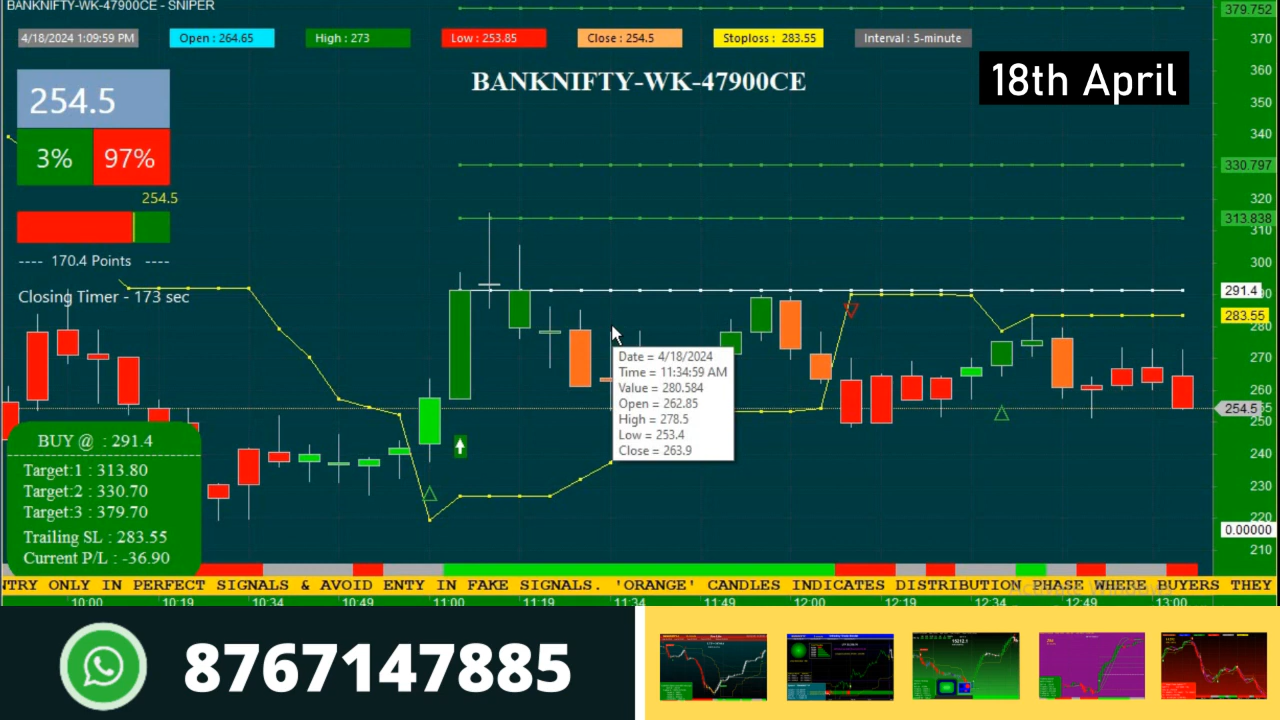 BANKNIFTY-WK-47900CE - SNIPER
4/18/2024 1:09:59 PM
Open : 264.65
High : 273
Low : 253.85
Close : 254.5
Stoploss : 283.55
Interval : 5-minute
379.752
370
BANKNIFTY-WK-47900CE
18th April
360
350
340
330.797
320
313.838
310
300
291.4
283.55
270
260
254.5
250
240
230
220
0.00000
210
254.5
3% 97%
254.5
---- 170.4 Points ----
Closing Timer - 173 sec
Date = 4/18/2024
Time = 11:34:59 AM
Value = 280.584
Open = 262.85
High = 278.5
Low = 253.4
Close = 263.9
BUY @ : 291.4
Target:1 : 313.80
Target:2 : 330.70
Target:3 : 379.70
Trailing SL : 283.55
Current P/L : -36.90
NTRY ONLY IN PERFECT SIGNALS & AVOID ENTY IN FAKE SIGNALS. 'ORANGE' CANDLES INDICATES DISTRIBUTION PHASE WHERE BUYERS THEY
10:00 10:19 10:34 10:49 11:00 11:19 11:34 11:49 12:00 12:19 12:34 12:49 13:00
8767147885